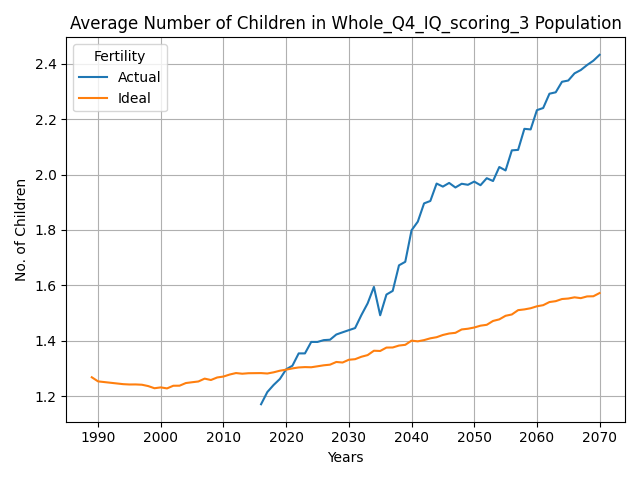 Average Number of Children in Whole_Q4_IQ_scoring_3 Population
Fertility
Actual
Ideal
2.4
2.2
2.0
1.8
1.6
1.4
1.2
No. of Children
1990 2000 2010 2020 2030 2040 2050 2060 2070
Years